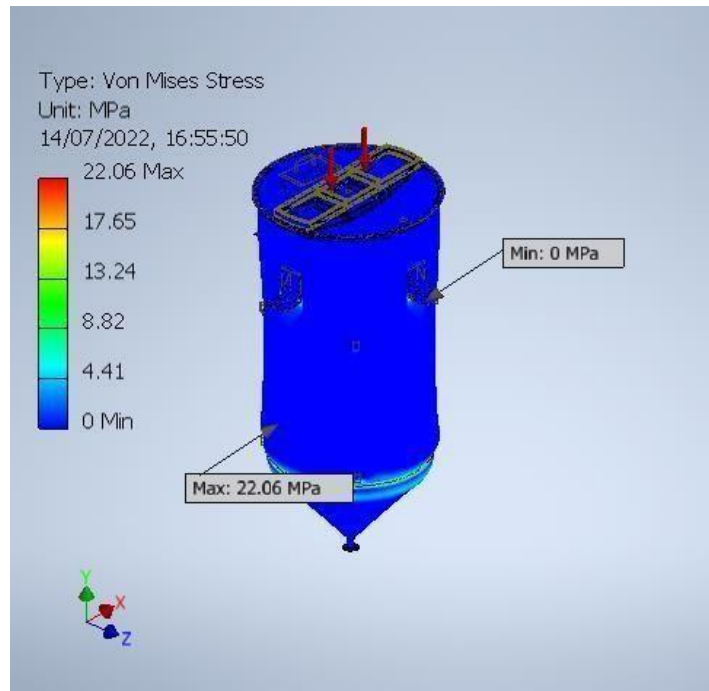 Type: Von Mises Stress
Unit: MPa
14/07/2022, 16:55:50
22.06 Max
17.65
13.24
8.82
4.41
0 Min
Min: 0 MPa
Max: 22.06 MPa
Y
X
Z